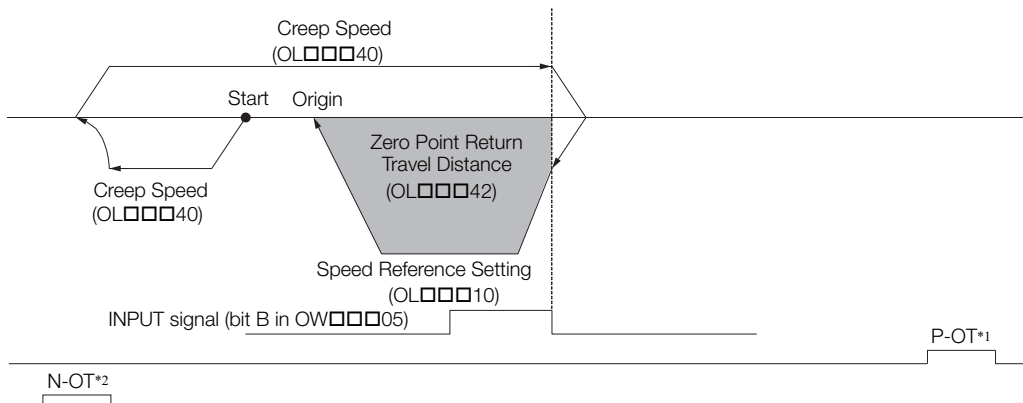 Creep Speed
(OL□□□40)
Start
Origin
Zero Point Return
Travel Distance
(OL□□□42)
Creep Speed
(OL□□□40)
Speed Reference Setting
(OL□□□10)
INPUT signal (bit B in OW□□□05)
P-OT*1
N-OT*2